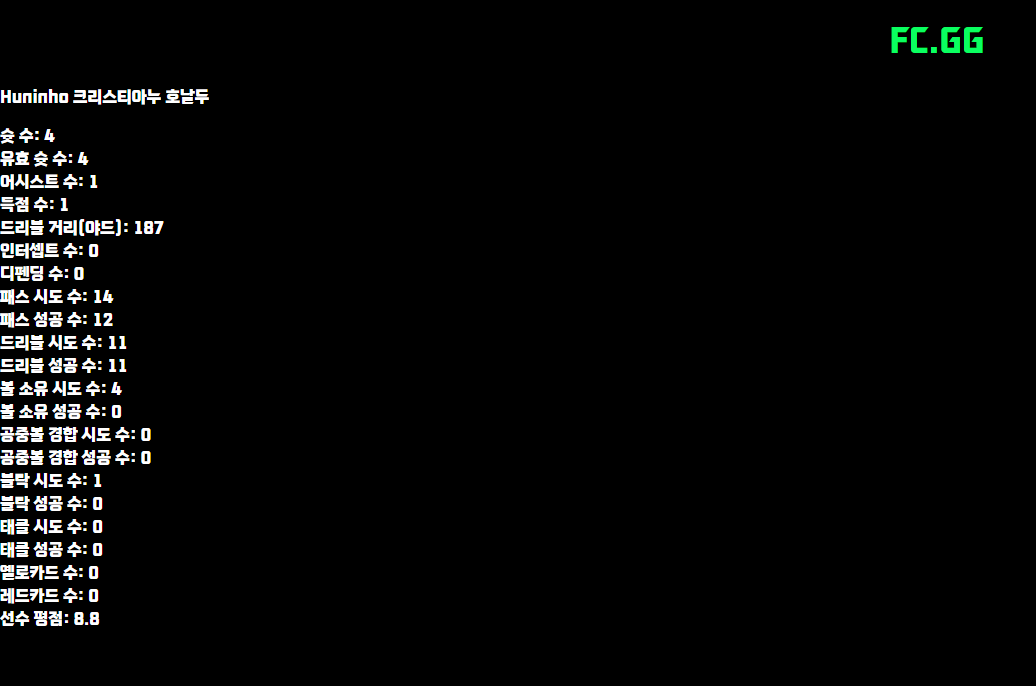 FC.GG
Huninho 크리스티아누 호날두
슛 수: 4
유효 슛 수: 4
어시스트 수: 1
득점 수: 1
드리블 거리(야드): 187
인터셉트 수: 0
디펜딩 수: 0
패스 시도 수: 14
패스 성공 수: 12
드리블 시도 수: 11
드리블 성공 수: 11
볼 소유 시도 수: 4
볼 소유 성공 수: 0
공중볼 경합 시도 수: 0
공중볼 경합 성공 수: 0
블락 시도 수: 1
블락 성공 수: 0
태클 시도 수: 0
태클 성공 수: 0
옐로카드 수: 0
레드카드 수: 0
선수 평점: 8.8